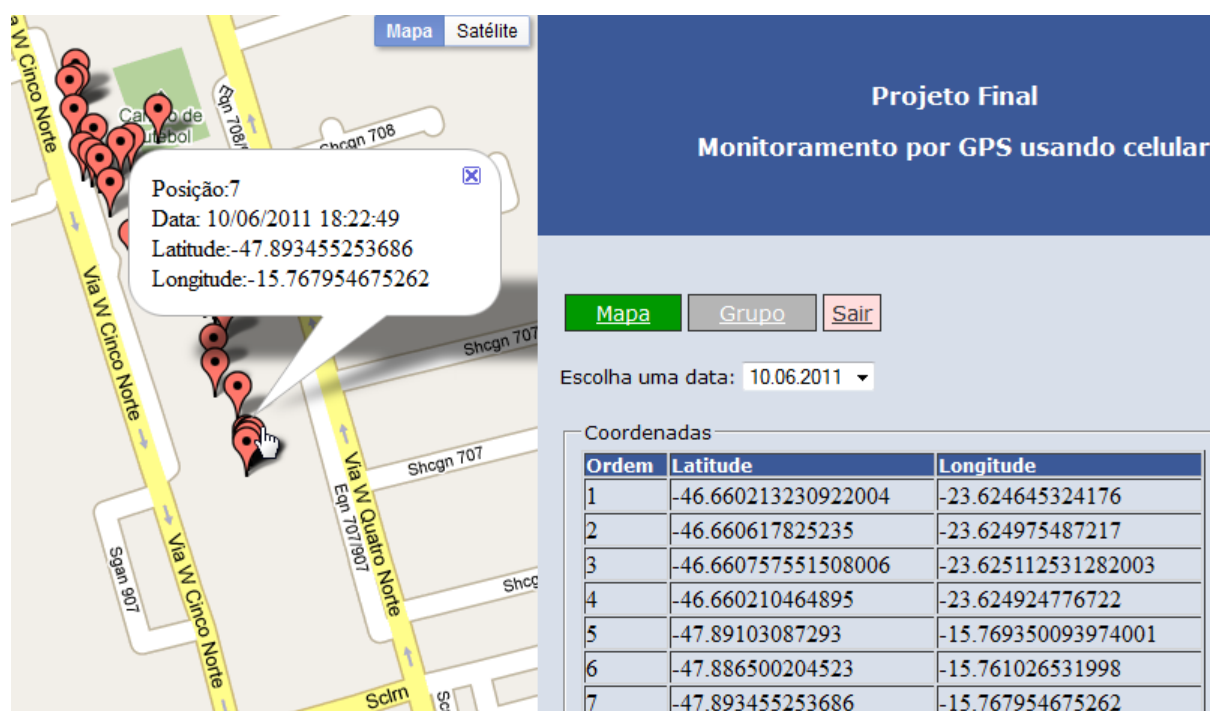 Mapa Satélite
Via W Cinco Norte
Eqn 708/
Shcgn 708
Posição:7
Data: 10/06/2011 18:22:49
Latitude:-47.893455253686
Longitude:-15.767954675262
Via W Cinco Norte
Shcgn 707
Shcgn 707
Via W Quatro Norte
Eqn 707/907
Sgan 907
Via W Cinco Norte
Shcg
Sclrn
Projeto Final
Monitoramento por GPS usando celular
Mapa Grupo Sair
Escolha uma data: 10.06.2011
Coordenadas
Ordem Latitude Longitude
1 -46.660213230922004 -23.624645324176
2 -46.660617825235 -23.624975487217
3 -46.660757551508006 -23.625112531282003
4 -46.660210464895 -23.624924776722
5 -47.89103087293 -15.769350093974001
6 -47.886500204523 -15.761026531998
7 -47.893455253686 -15.767954675262